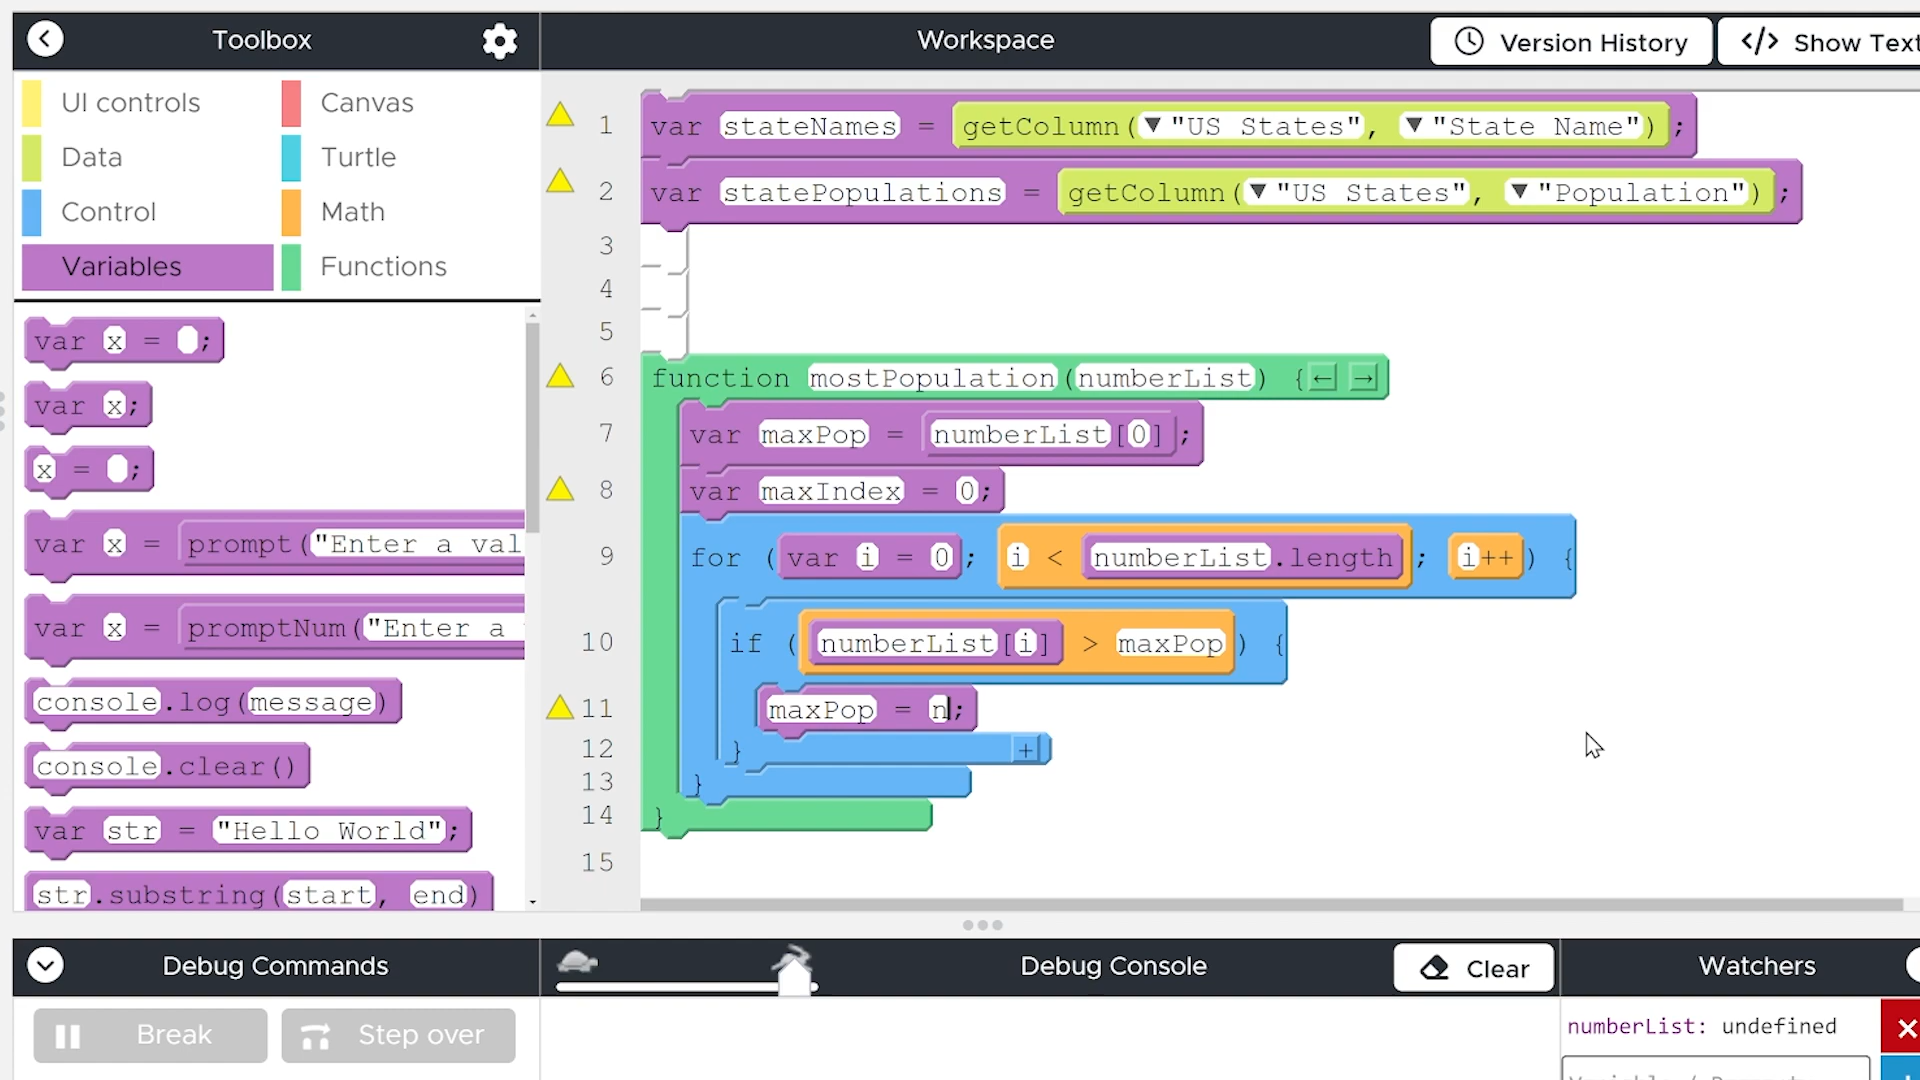 Toolbox
Workspace
Version History
</> Show Text
UI controls
Canvas
Data
Turtle
Control
Math
Variables
Functions
var x = ;
var x;
x = ;
var x = prompt("Enter a val
var x = promptNum("Enter a
console.log(message)
console.clear()
var str = "Hello World";
str.substring(start, end)
1 var stateNames = getColumn(▼"US States", ▼"State Name");
2 var statePopulations = getColumn(▼"US States", ▼"Population");
3
4
5
6 function mostPopulation(numberList) {← →
7 var maxPop = numberList[0];
8 var maxIndex = 0;
9 for (var i = 0; i < numberList.length; i++) {
10 if (numberList[i] > maxPop) {
11 maxPop = n;
12 } +
13 }
14 }
15
Debug Commands
Debug Console
Clear
Watchers
Break
Step over
numberList: undefined